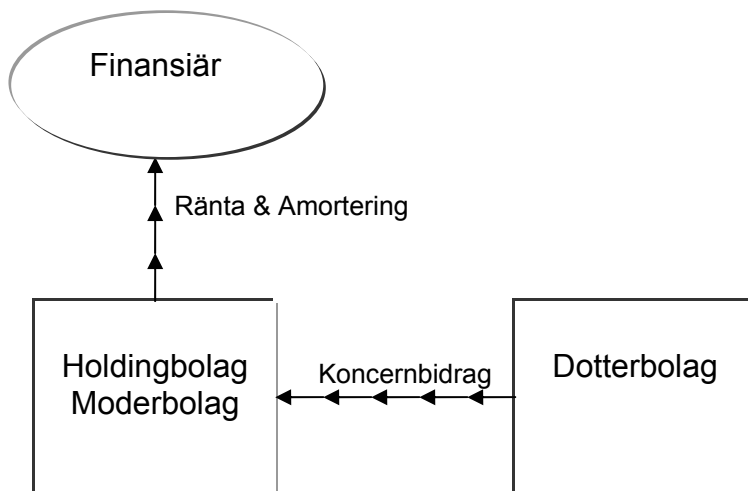 Finansiär
Ränta & Amortering
Holdingbolag
Moderbolag
Koncernbidrag
Dotterbolag